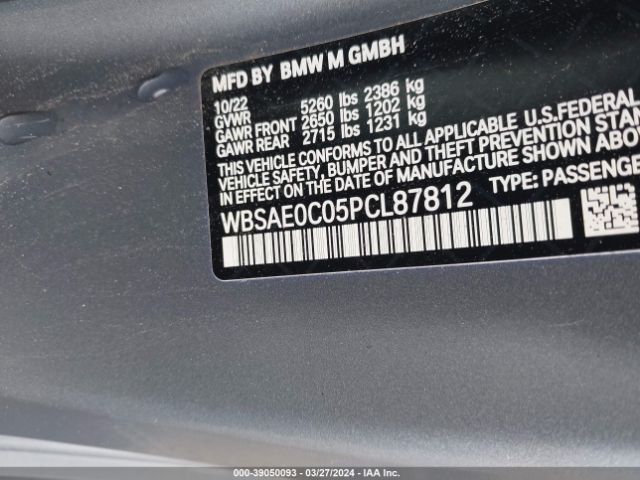 MFD BY BMW M GMBH
10/22
GVWR 5260 lbs 2386 kg
GAWR FRONT 2650 lbs 1202 kg
GAWR REAR 2715 lbs 1231 kg
THIS VEHICLE CONFORMS TO ALL APPLICABLE U.S.FEDERAL
VEHICLE SAFETY, BUMPER AND THEFT PREVENTION STAN
IN EFFECT ON THE DATE OF MANUFACTURE SHOWN ABO
WBSAE0C05PCL87812 TYPE: PASSENGE
000-39050093 - 03/27/2024 - IAA Inc.